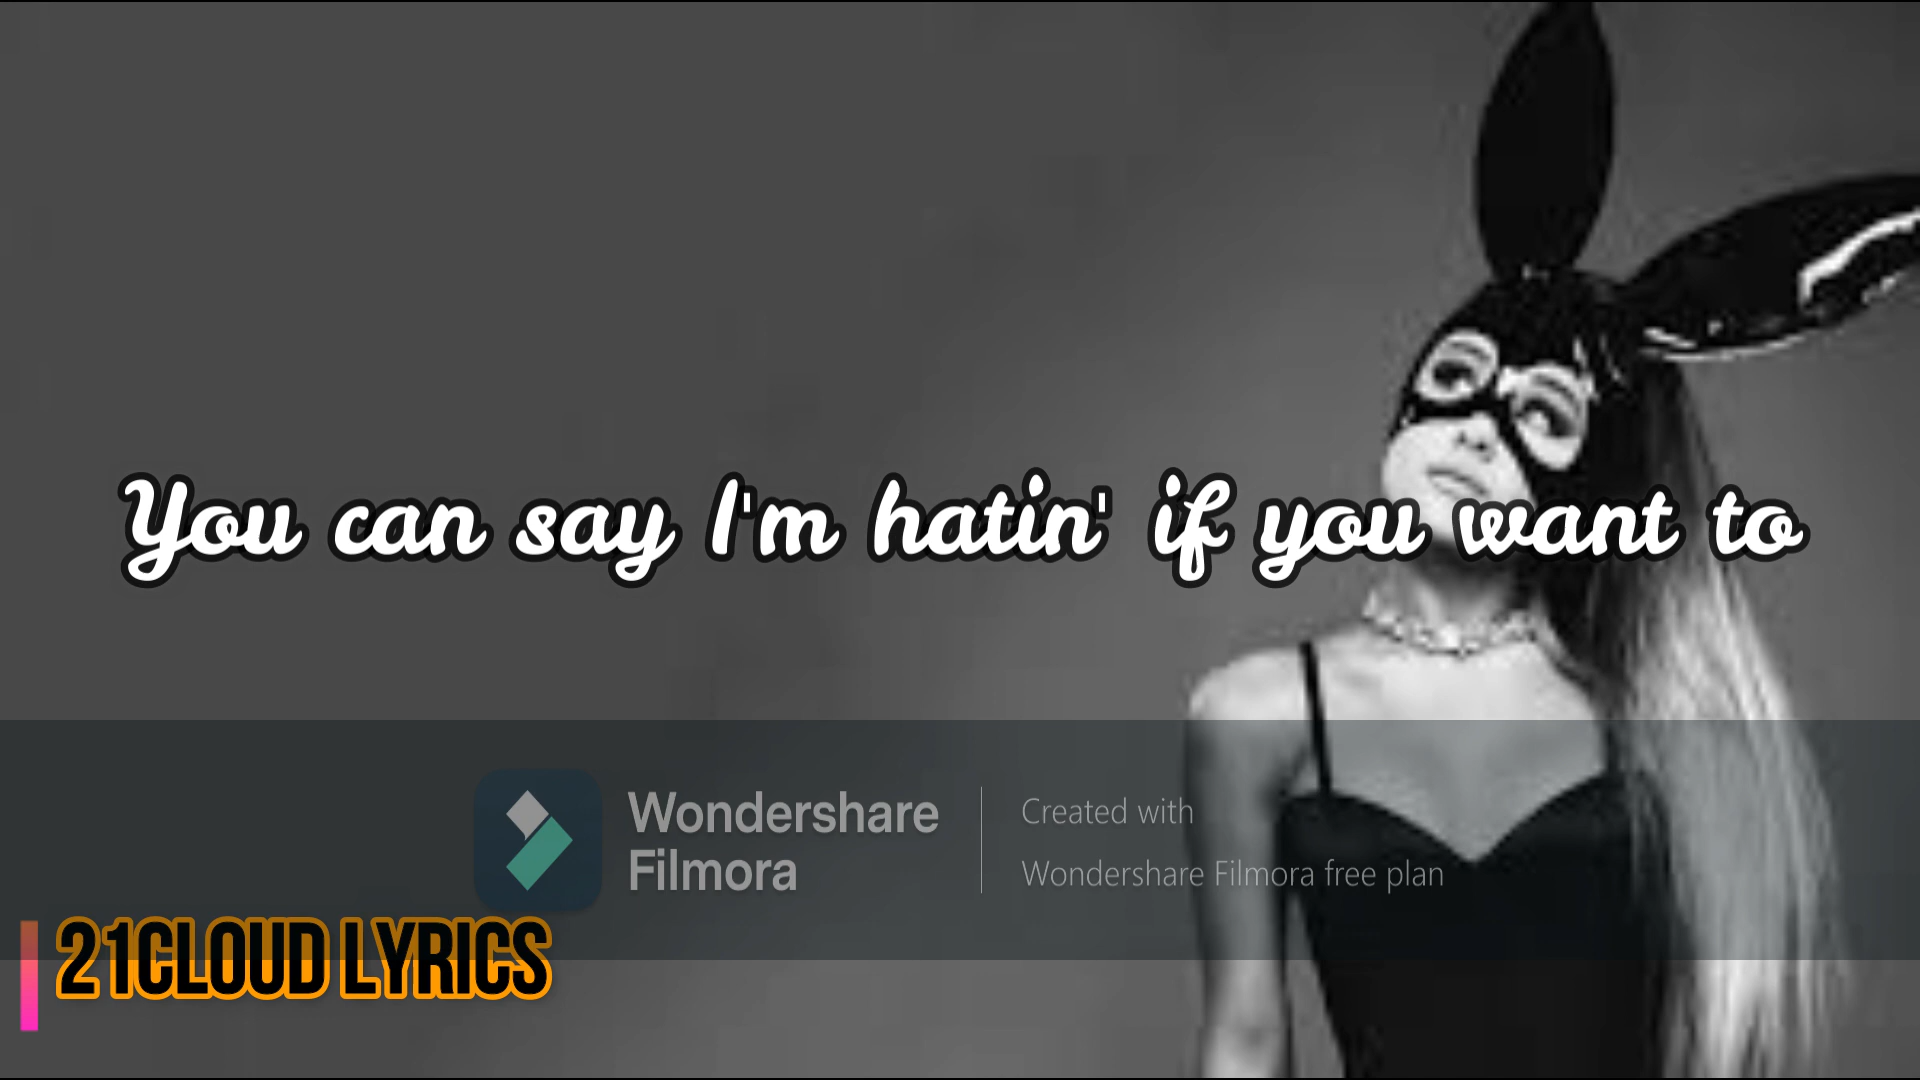 You can say I'm hatin' if you want to
Wondershare
Filmora
Created with
Wondershare Filmora free plan
21CLOUD LYRICS